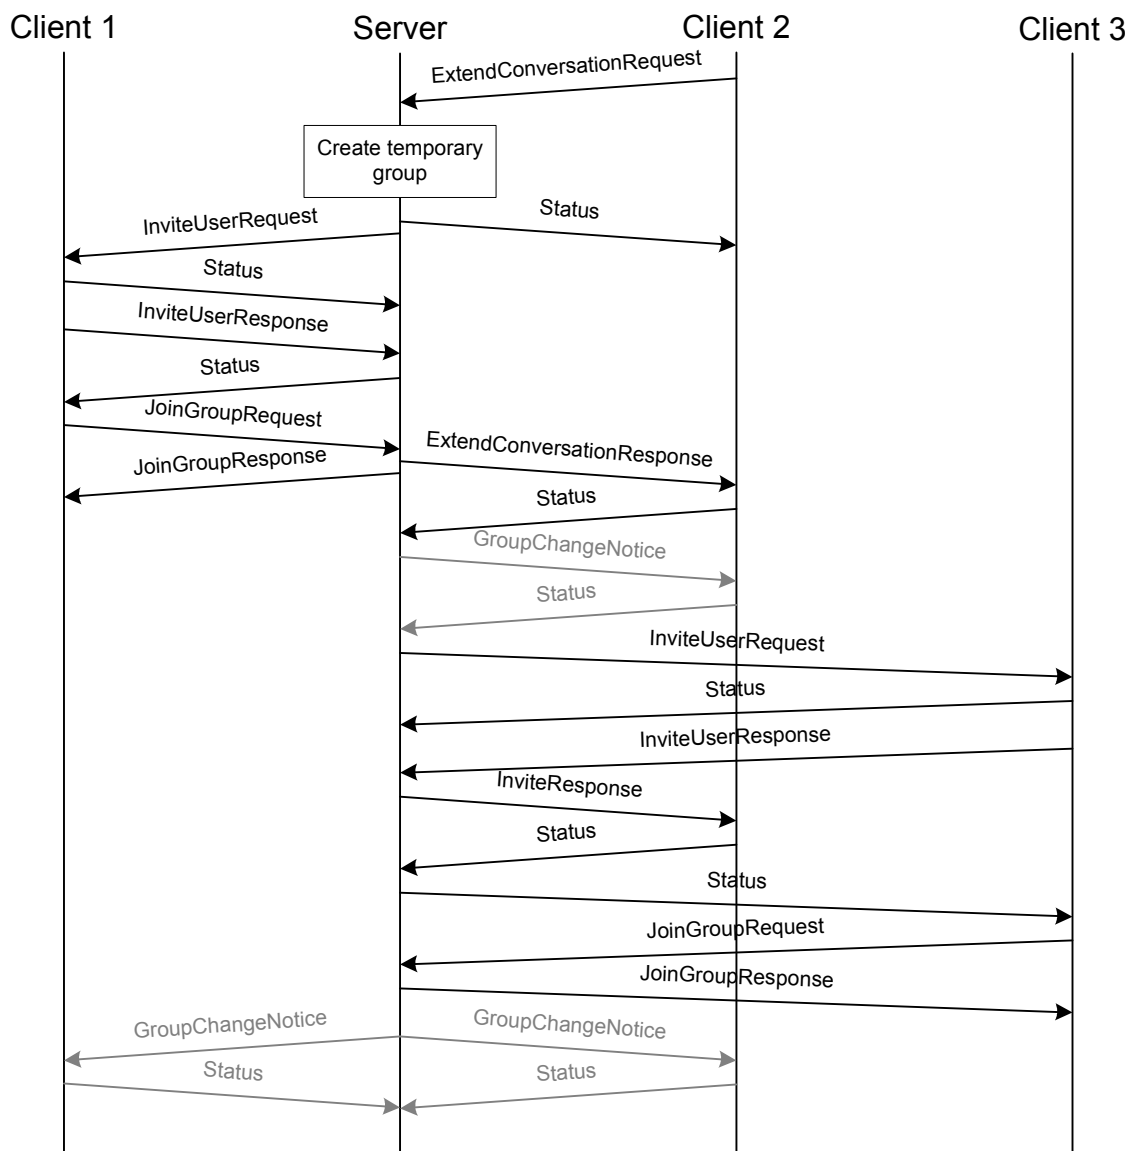 Client 1
Server
Client 2
Client 3
ExtendConversationRequest
Create temporary
group
Status
InviteUserRequest
Status
InviteUserResponse
Status
JoinGroupRequest
ExtendConversationResponse
JoinGroupResponse
Status
GroupChangeNotice
Status
InviteUserRequest
Status
InviteUserResponse
InviteResponse
Status
Status
JoinGroupRequest
JoinGroupResponse
GroupChangeNotice
GroupChangeNotice
Status
Status